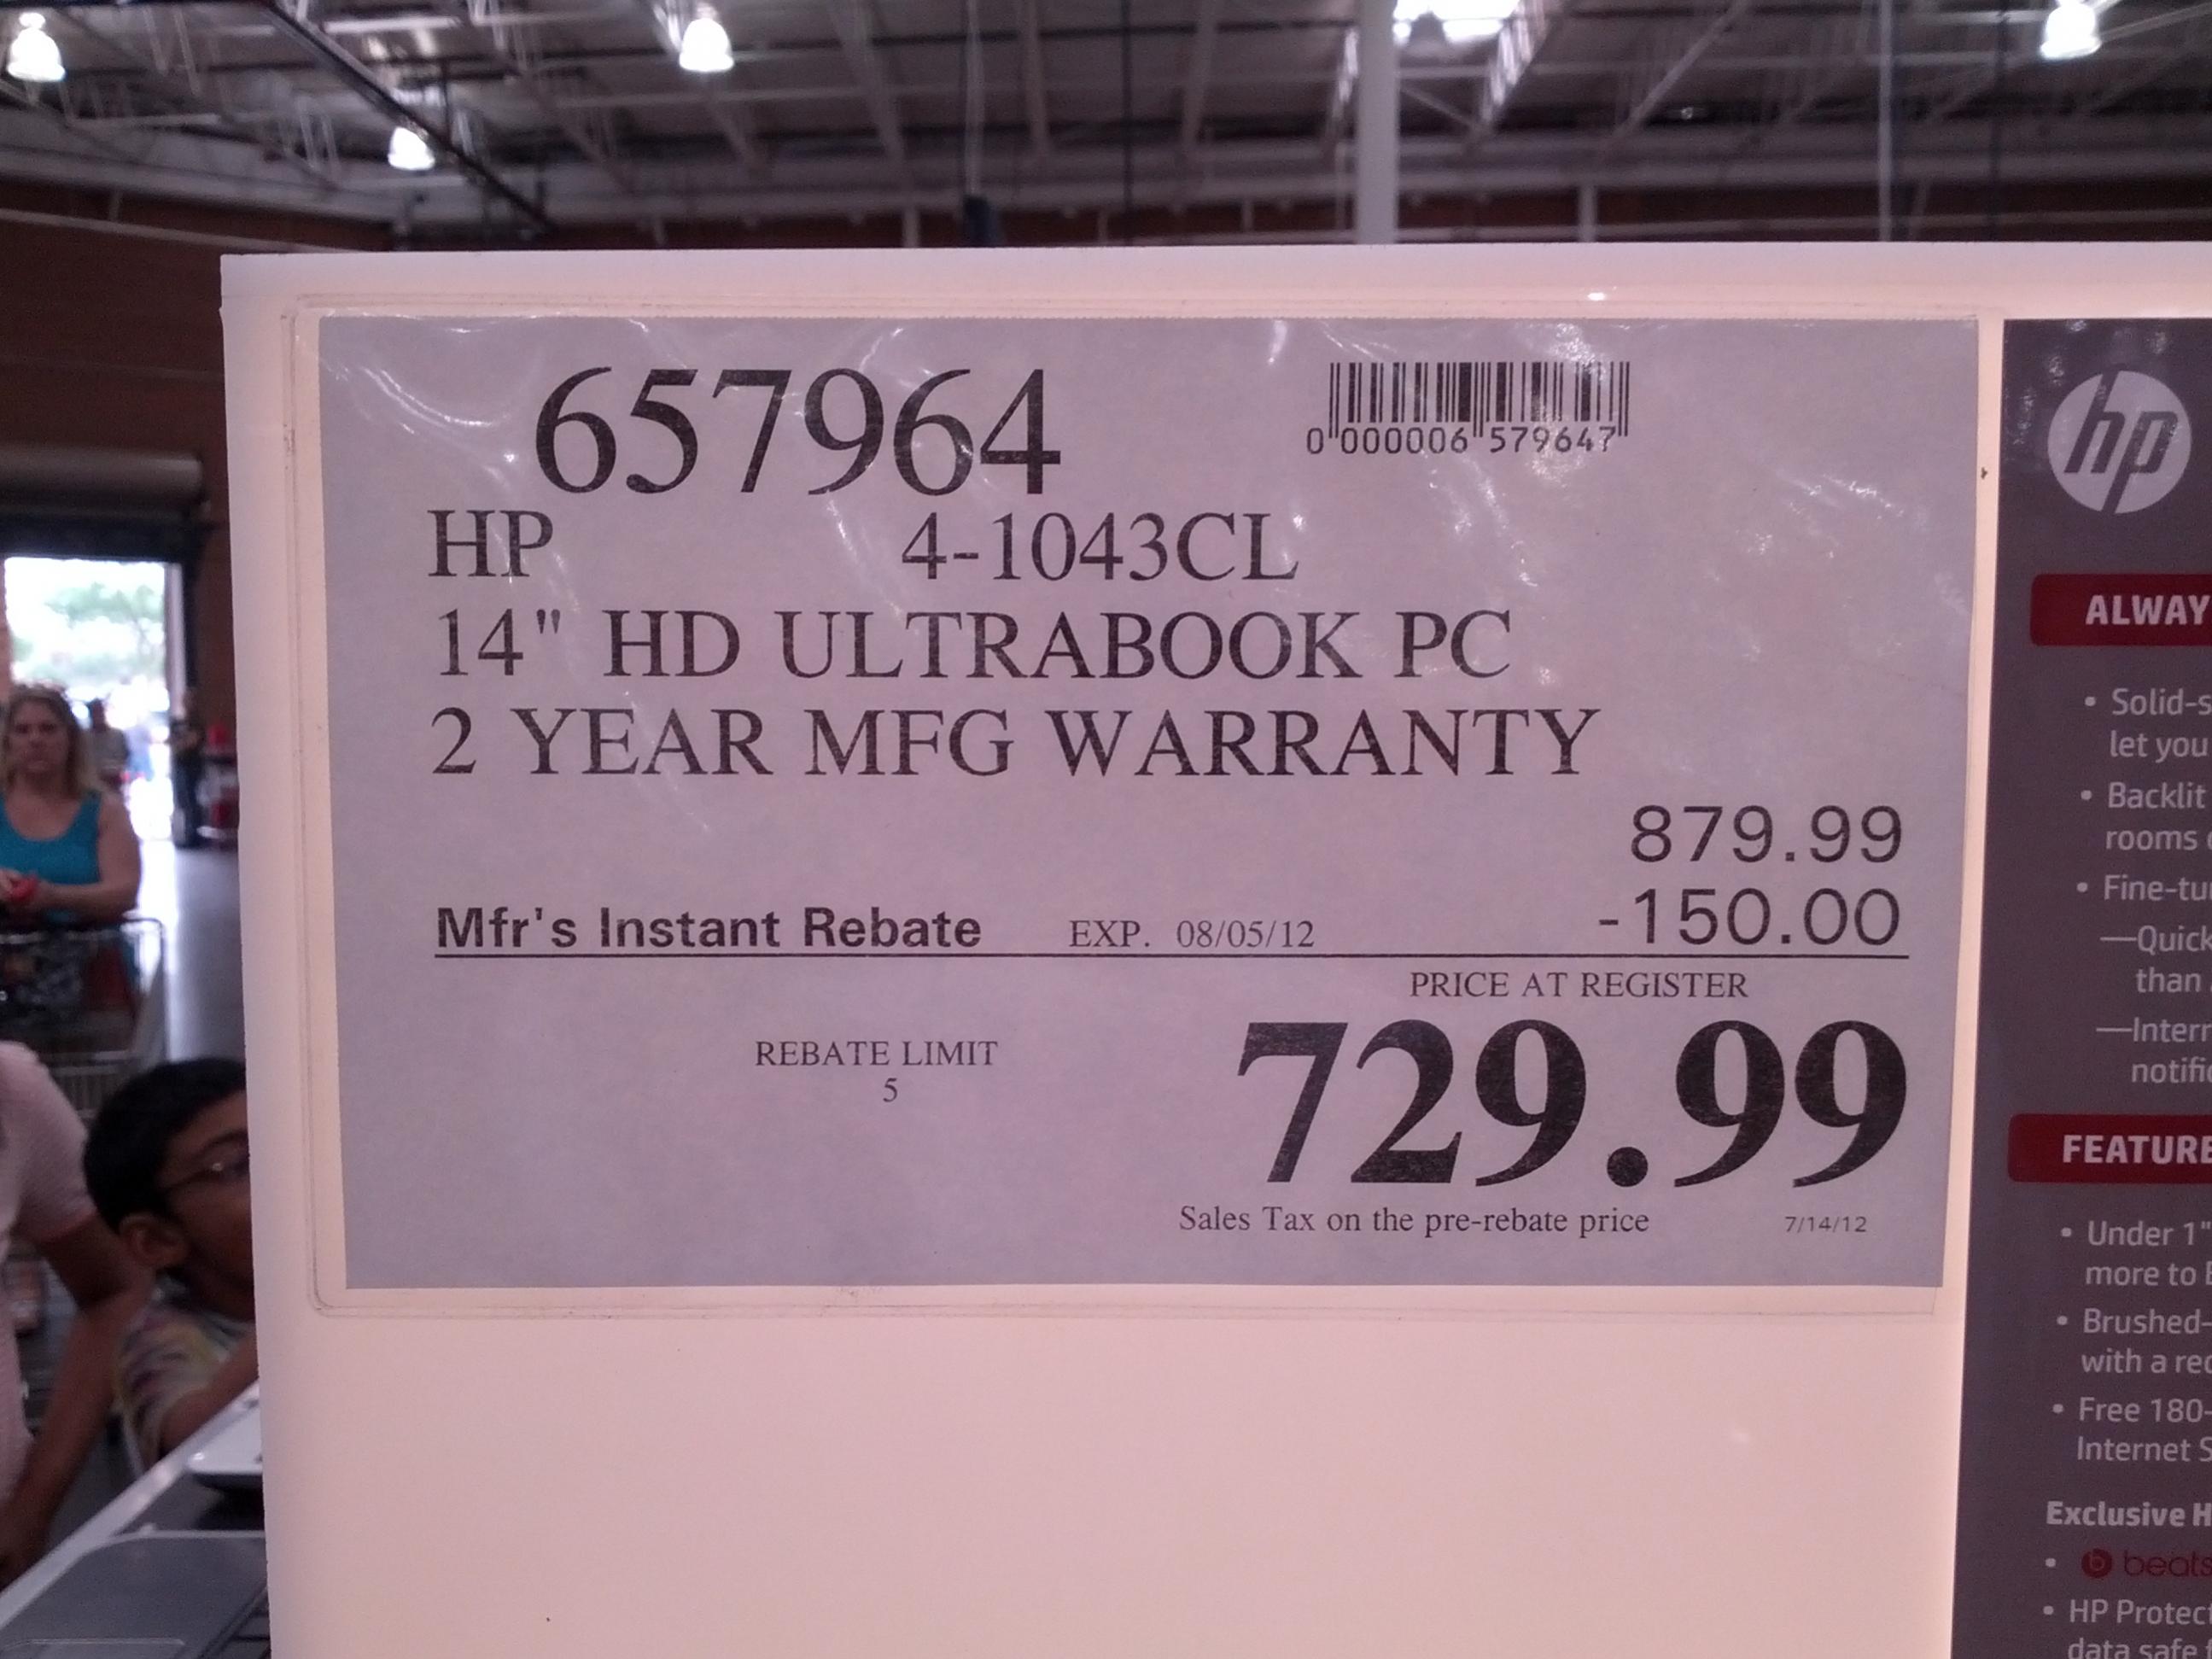 657964
0 000006 579647
HP 4-1043CL
14" HD ULTRABOOK PC
2 YEAR MFG WARRANTY
879.99
Mfr's Instant Rebate EXP. 08/05/12 -150.00
PRICE AT REGISTER
REBATE LIMIT
5
729.99
Sales Tax on the pre-rebate price 7/14/12
hp
ALWAY
• Solid-s
let you
• Backlit
rooms
• Fine-tu
—Quick
than
—Intern
notific
FEATURE
• Under 1"
more to
• Brushed-
with a rec
• Free 180-
Internet S
Exclusive H
• beats
• HP Protect
data safe